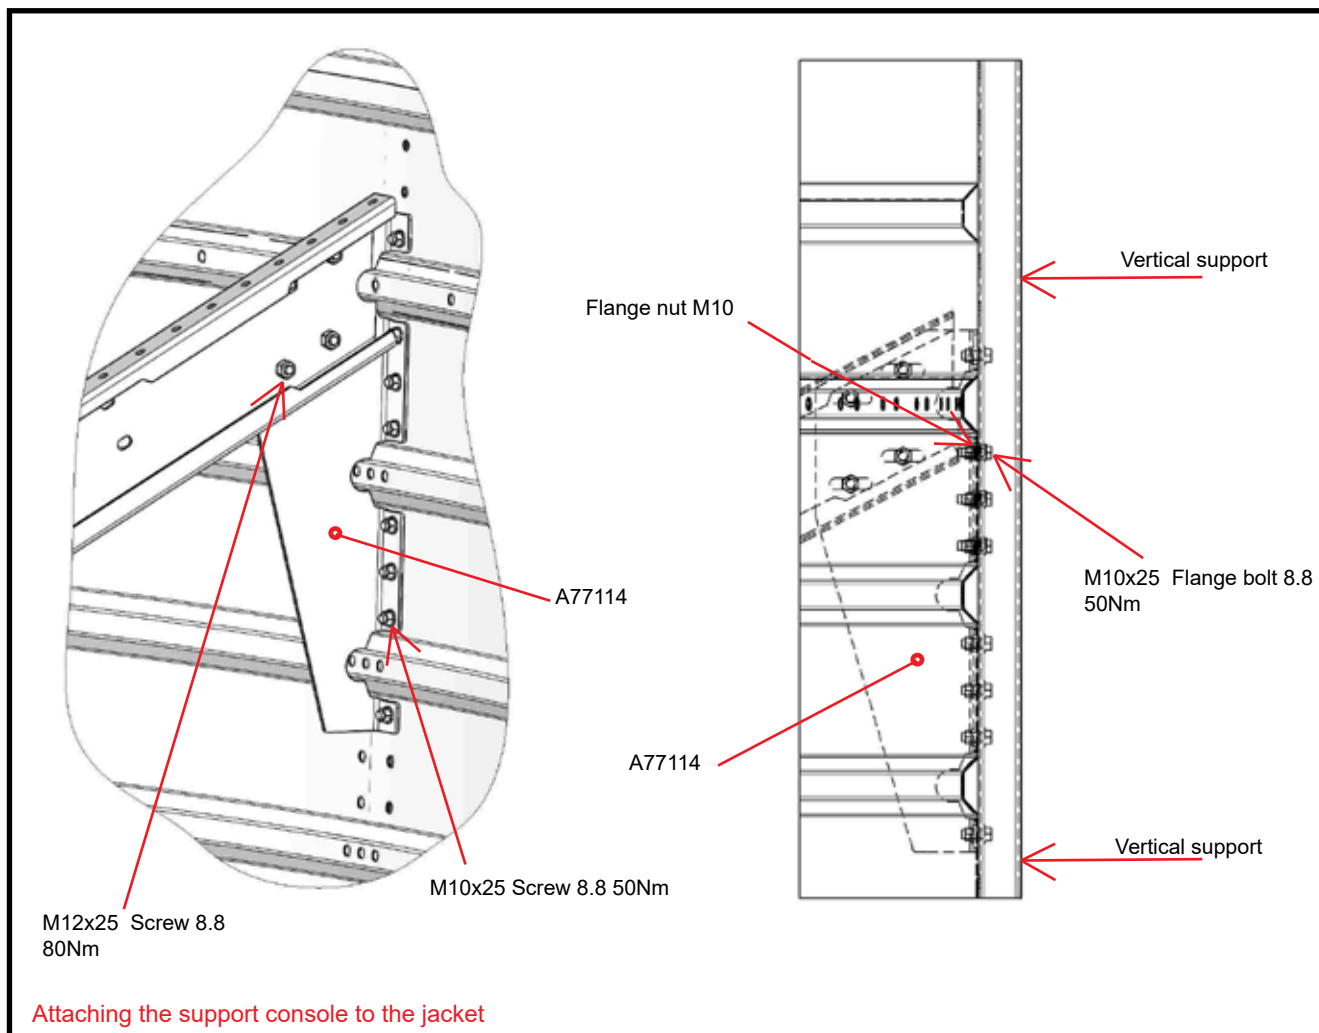 Vertical support
Flange nut M10
M10x25  Flange bolt 8.8
50Nm
A77114
A77114
Vertical support
M10x25 Screw 8.8 50Nm
M12x25  Screw 8.8
80Nm
Attaching the support console to the jacket